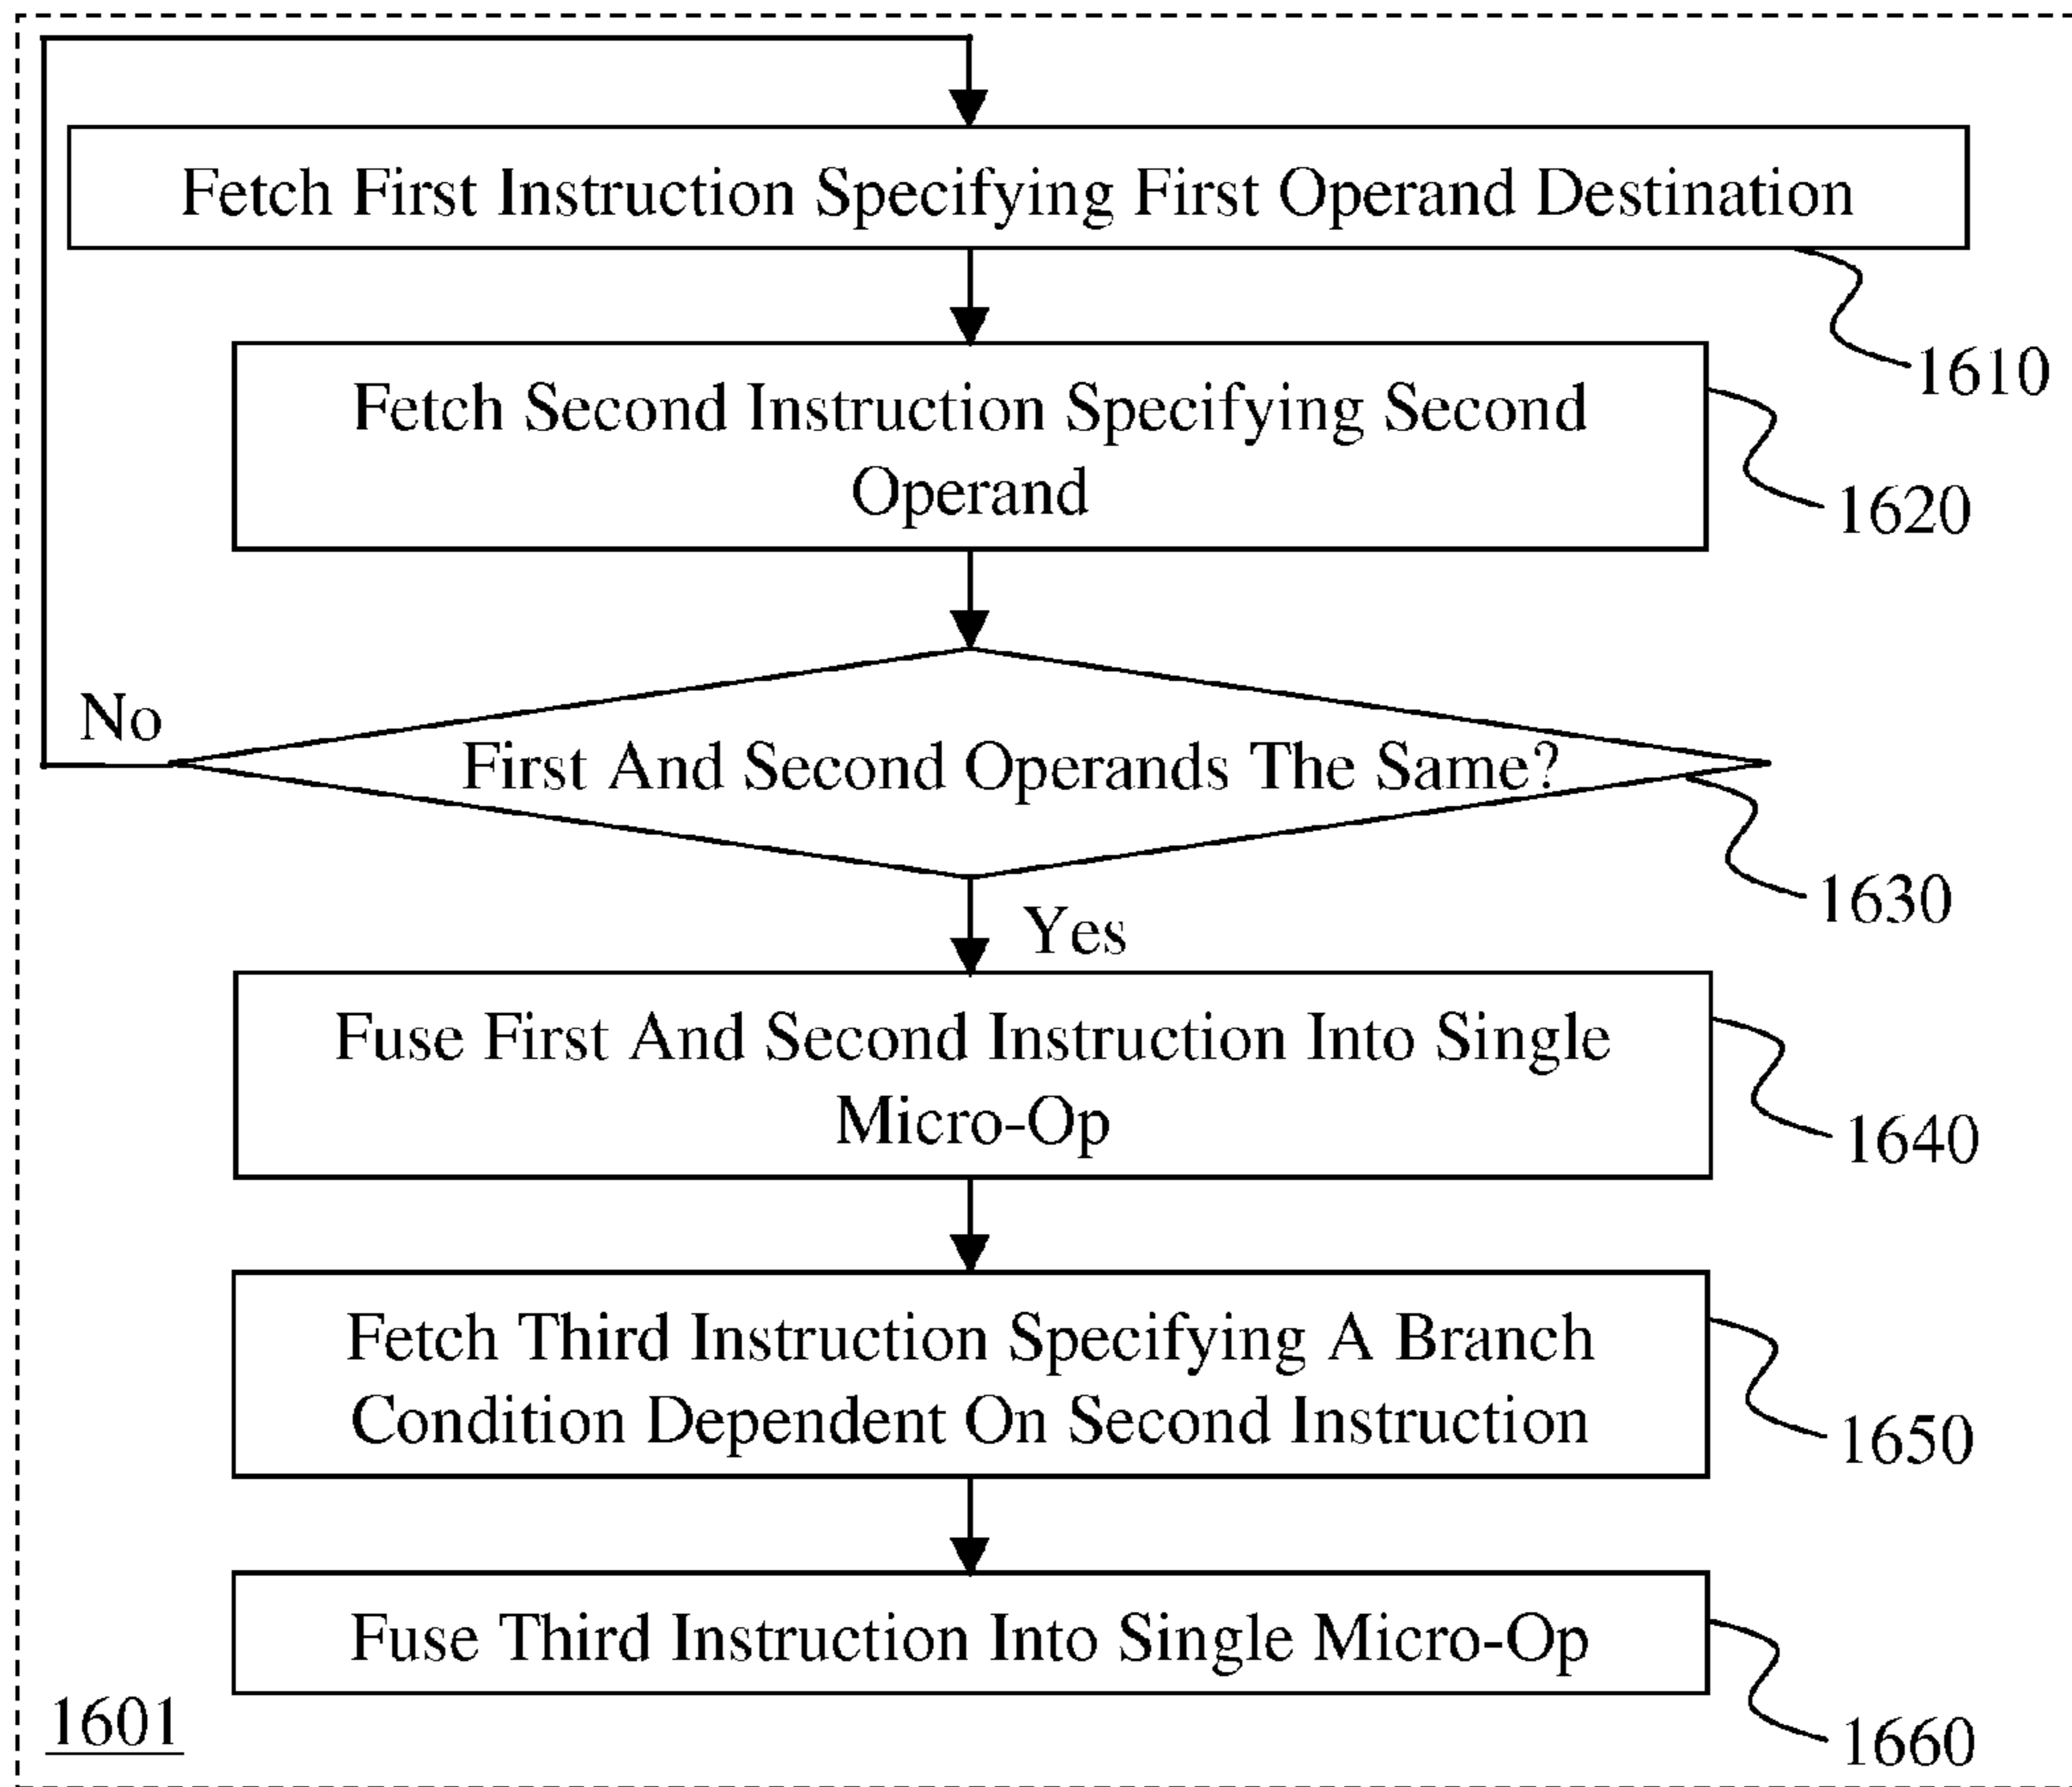 Fetch First Instruction Specifying First Operand Destination
1610
Fetch Second Instruction Specifying Second
Operand
1620
No
First And Second Operands The Same?
1630
Yes
Fuse First And Second Instruction Into Single
Micro-Op
1640
Fetch Third Instruction Specifying A Branch
Condition Dependent On Second Instruction
1650
Fuse Third Instruction Into Single Micro-Op
1660
1601